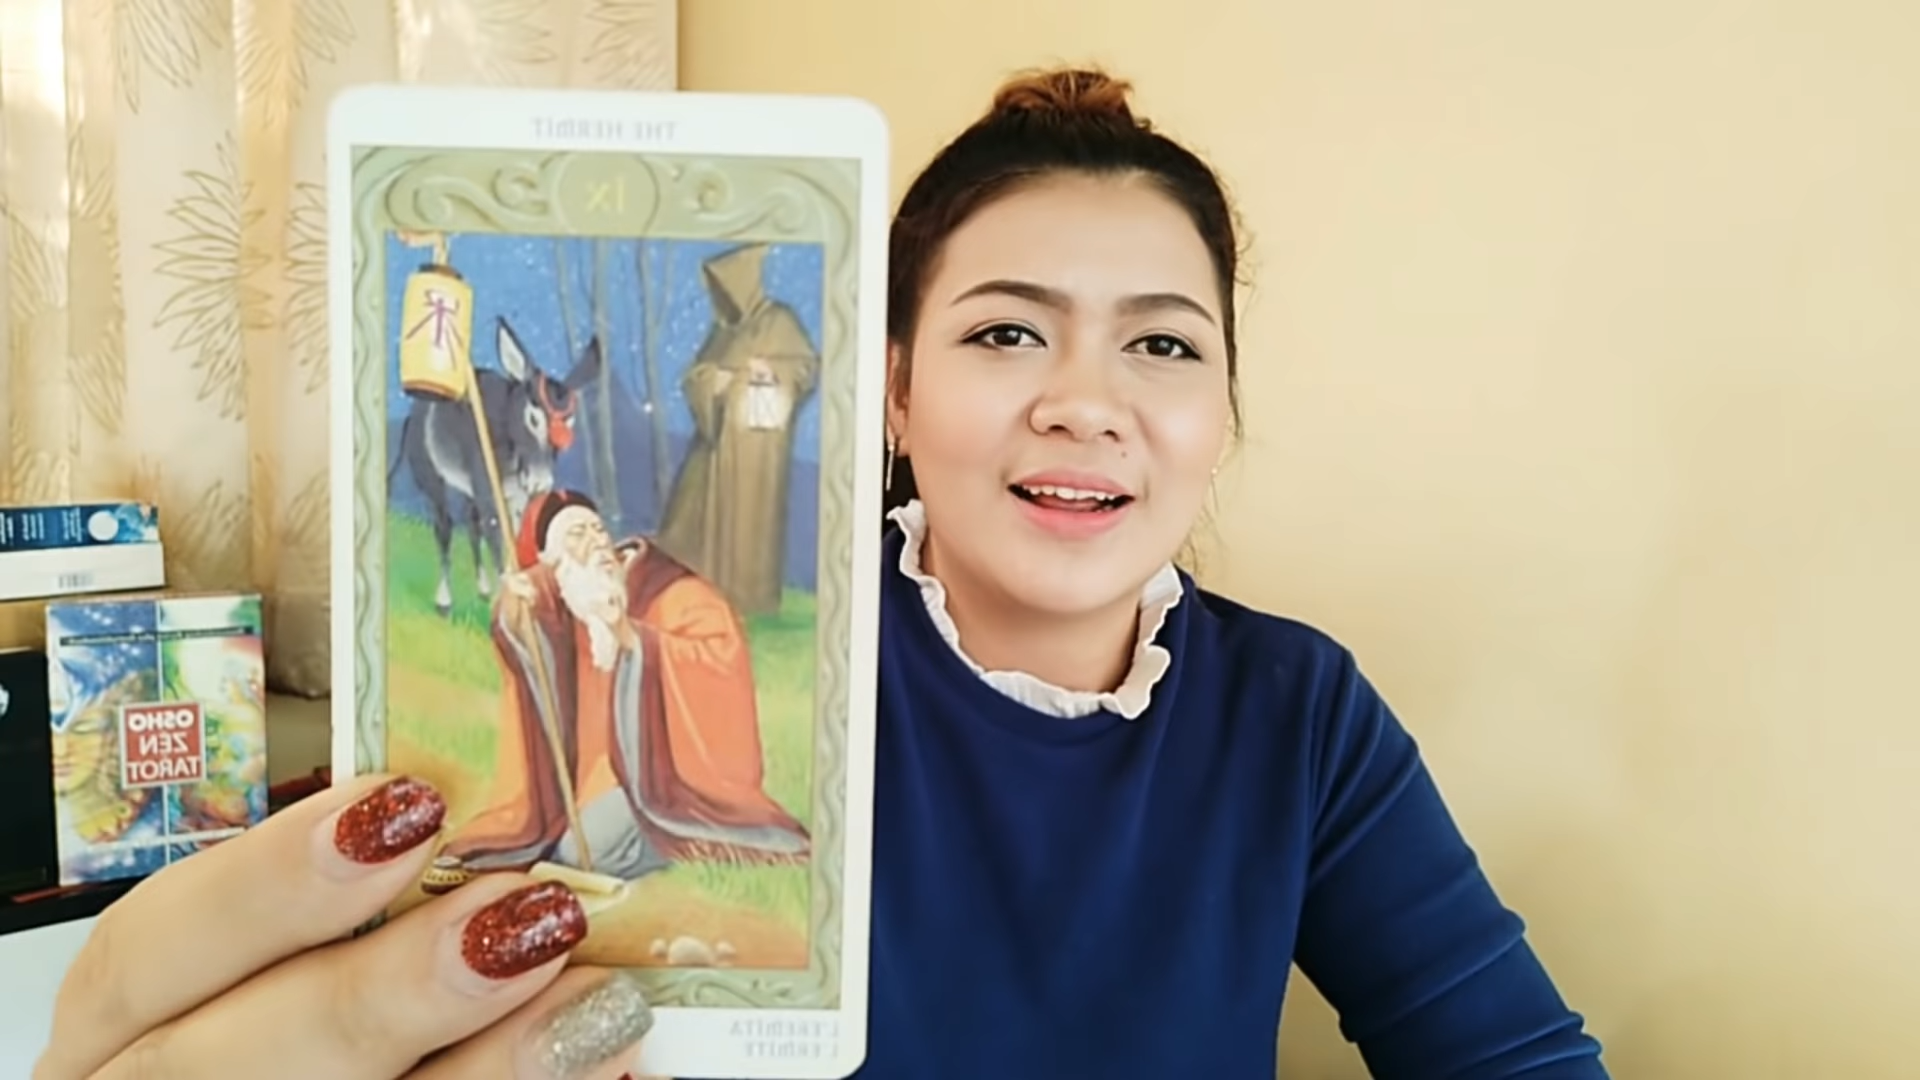 THE HERMIT
IX
OSHO
ZEN
TAROT
L'EREMITA
L'ERMITE